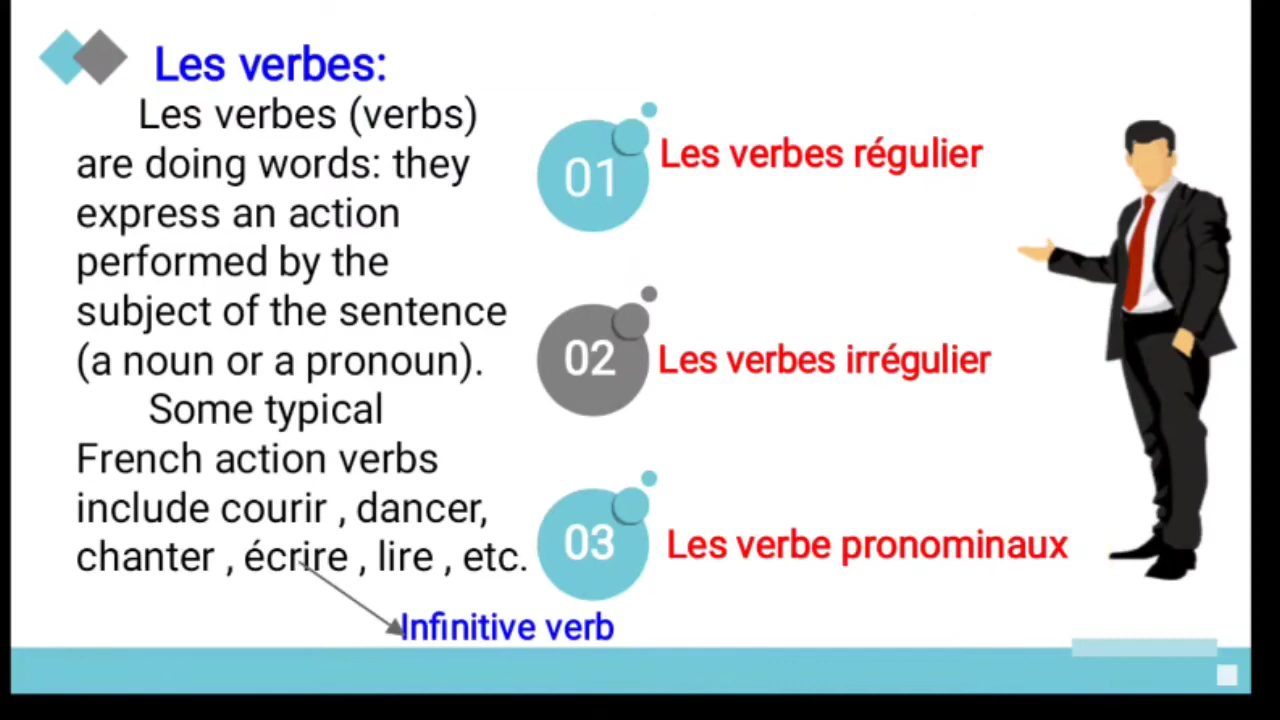 Les verbes:
Les verbes (verbs)
are doing words: they
express an action
performed by the
subject of the sentence
(a noun or a pronoun).
Some typical
French action verbs
include courir , dancer,
chanter , écrire , lire , etc.
Infinitive verb
01
Les verbes régulier
02
Les verbes irrégulier
03
Les verbe pronominaux